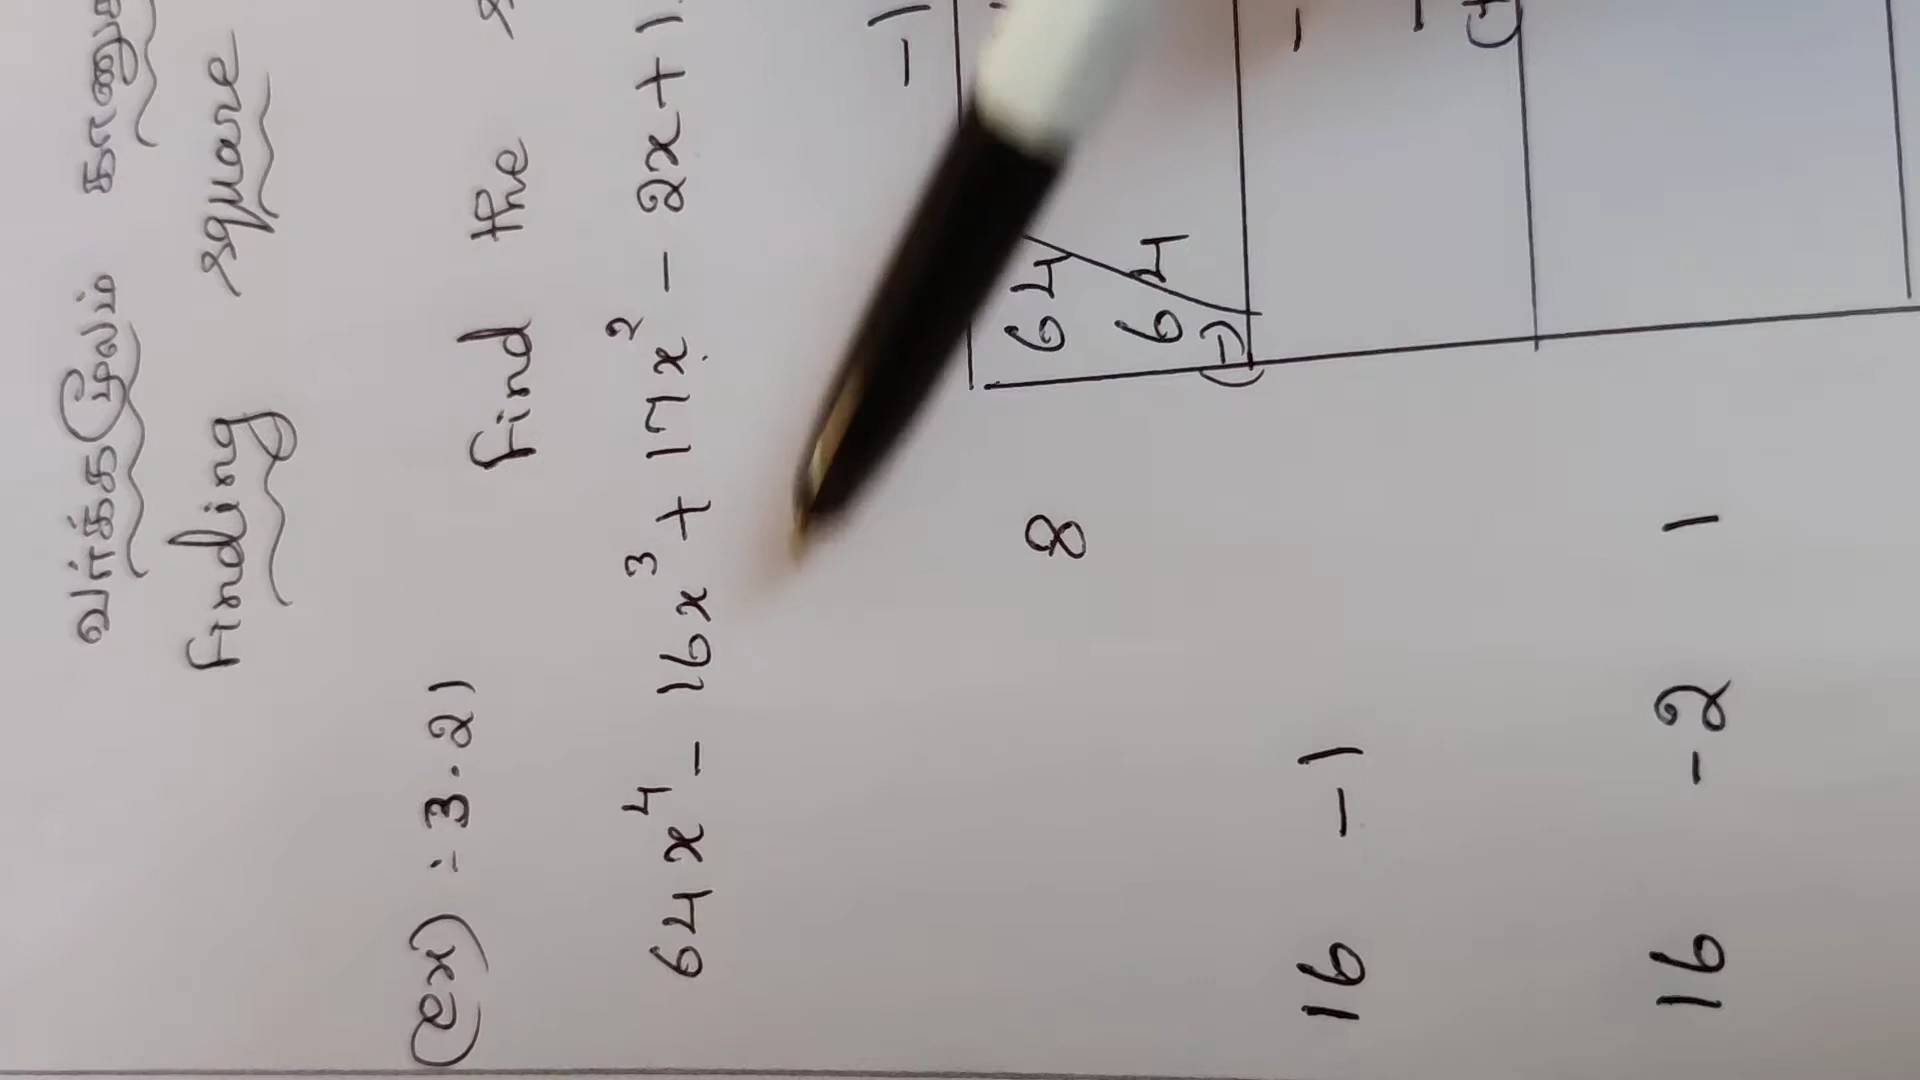 வர்க்கமூலம்
Finding square
(ex) : 3.21 Find the
64x⁴ - 16x³ + 17x² - 2x + 1
-1
8 64
64
(-)
16 -1
16 -2 1